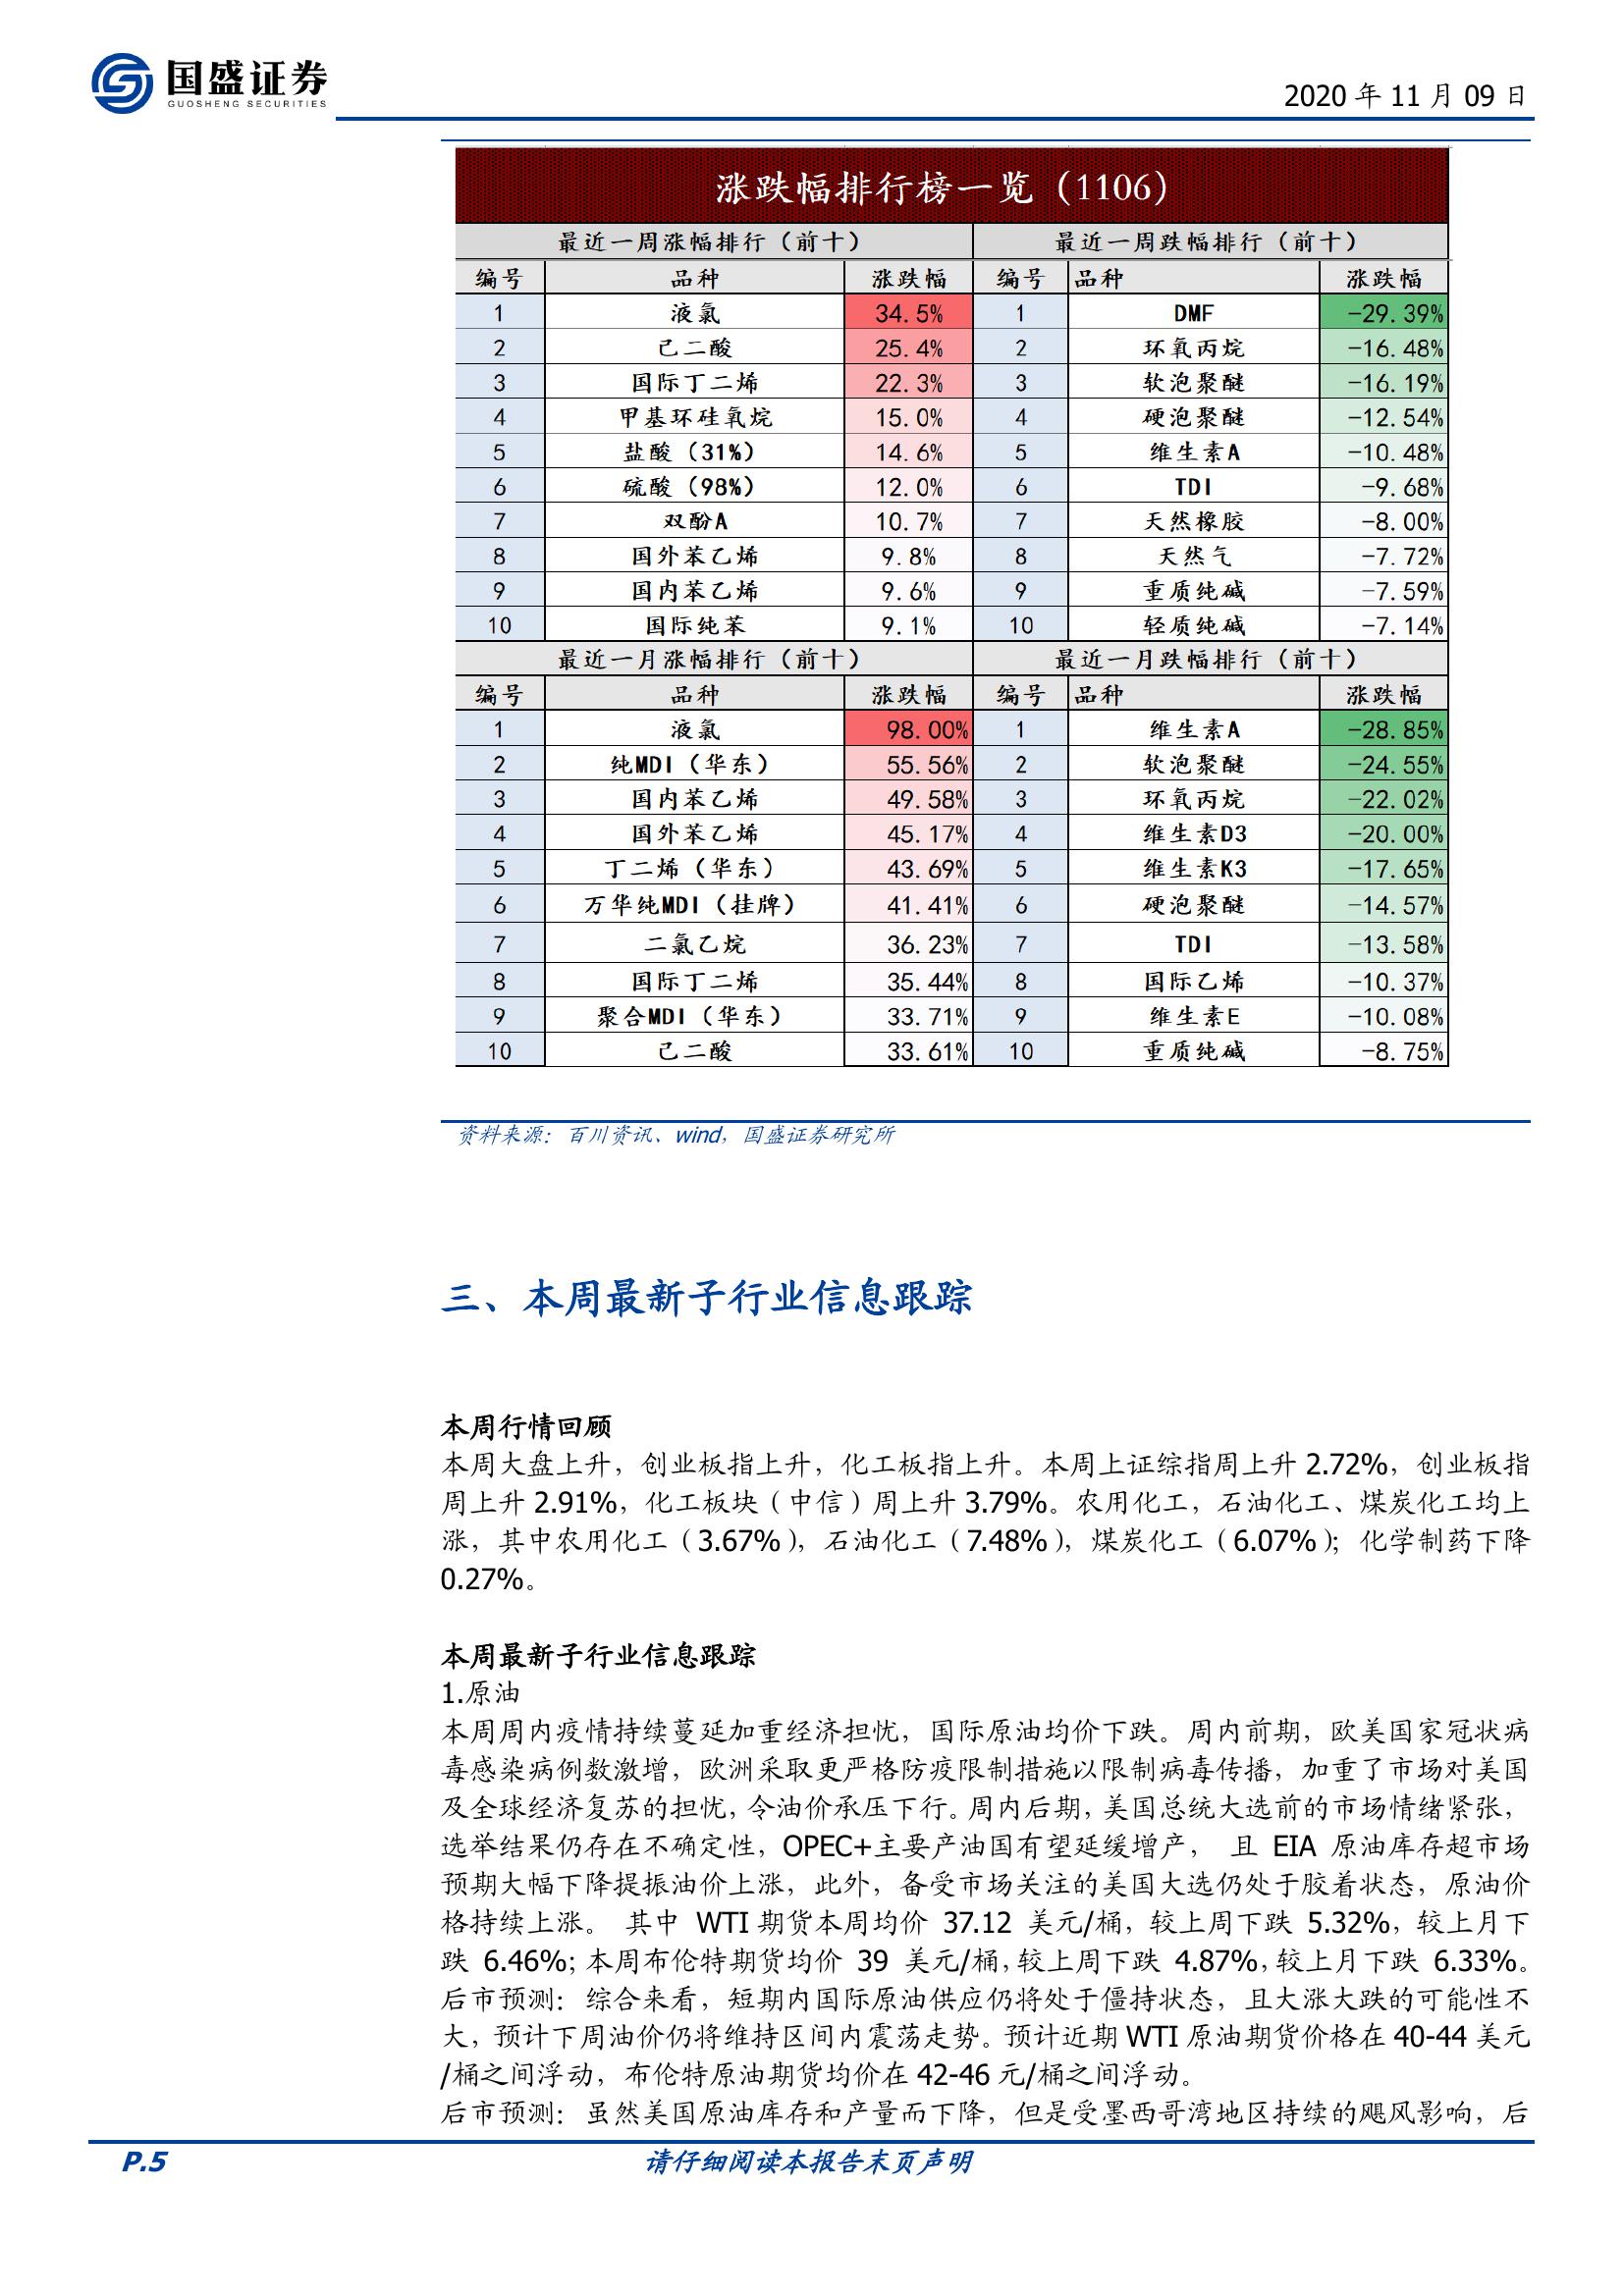 国盛证券
GUOSHENG SECURITIES
2020 年 11 月 09 日
涨跌幅排行榜一览（1106）
最近一周涨幅排行（前十） 最近一周跌幅排行（前十）
编号 品种 涨跌幅 编号 品种 涨跌幅
1 液氯 34.5% 1 DMF -29.39%
2 己二酸 25.4% 2 环氧丙烷 -16.48%
3 国际丁二烯 22.3% 3 软泡聚醚 -16.19%
4 甲基环硅氧烷 15.0% 4 硬泡聚醚 -12.54%
5 盐酸（31%） 14.6% 5 维生素A -10.48%
6 硫酸（98%） 12.0% 6 TDI -9.68%
7 双酚A 10.7% 7 天然橡胶 -8.00%
8 国外苯乙烯 9.8% 8 天然气 -7.72%
9 国内苯乙烯 9.6% 9 重质纯碱 -7.59%
10 国际纯苯 9.1% 10 轻质纯碱 -7.14%
最近一月涨幅排行（前十） 最近一月跌幅排行（前十）
编号 品种 涨跌幅 编号 品种 涨跌幅
1 液氯 98.00% 1 维生素A -28.85%
2 纯MDI（华东） 55.56% 2 软泡聚醚 -24.55%
3 国内苯乙烯 49.58% 3 环氧丙烷 -22.02%
4 国外苯乙烯 45.17% 4 维生素D3 -20.00%
5 丁二烯（华东） 43.69% 5 维生素K3 -17.65%
6 万华纯MDI（挂牌） 41.41% 6 硬泡聚醚 -14.57%
7 二氯乙烷 36.23% 7 TDI -13.58%
8 国际丁二烯 35.44% 8 国际乙烯 -10.37%
9 聚合MDI（华东） 33.71% 9 维生素E -10.08%
10 己二酸 33.61% 10 重质纯碱 -8.75%
资料来源：百川资讯、wind，国盛证券研究所
三、本周最新子行业信息跟踪
本周行情回顾
本周大盘上升，创业板指上升，化工板指上升。本周上证综指周上升 2.72%，创业板指
周上升 2.91%，化工板块（中信）周上升 3.79%。农用化工，石油化工、煤炭化工均上
涨，其中农用化工（3.67%），石油化工（7.48%），煤炭化工（6.07%）；化学制药下降
0.27%。
本周最新子行业信息跟踪
1.原油
本周周内疫情持续蔓延加重经济担忧，国际原油均价下跌。周内前期，欧美国家冠状病
毒感染病例数激增，欧洲采取更严格防疫限制措施以限制病毒传播，加重了市场对美国
及全球经济复苏的担忧，令油价承压下行。周内后期，美国总统大选前的市场情绪紧张，
选举结果仍存在不确定性，OPEC+主要产油国有望延缓增产， 且 EIA 原油库存超市场
预期大幅下降提振油价上涨，此外，备受市场关注的美国大选仍处于胶着状态，原油价
格持续上涨。 其中 WTI 期货本周均价 37.12 美元/桶，较上周下跌 5.32%，较上月下
跌 6.46%；本周布伦特期货均价 39 美元/桶，较上周下跌 4.87%，较上月下跌 6.33%。
后市预测：综合来看，短期内国际原油供应仍将处于僵持状态，且大涨大跌的可能性不
大，预计下周油价仍将维持区间内震荡走势。预计近期 WTI 原油期货价格在 40-44 美元
/桶之间浮动，布伦特原油期货均价在 42-46 元/桶之间浮动。
后市预测：虽然美国原油库存和产量而下降，但是受墨西哥湾地区持续的飓风影响，后
P.5 请仔细阅读本报告末页声明